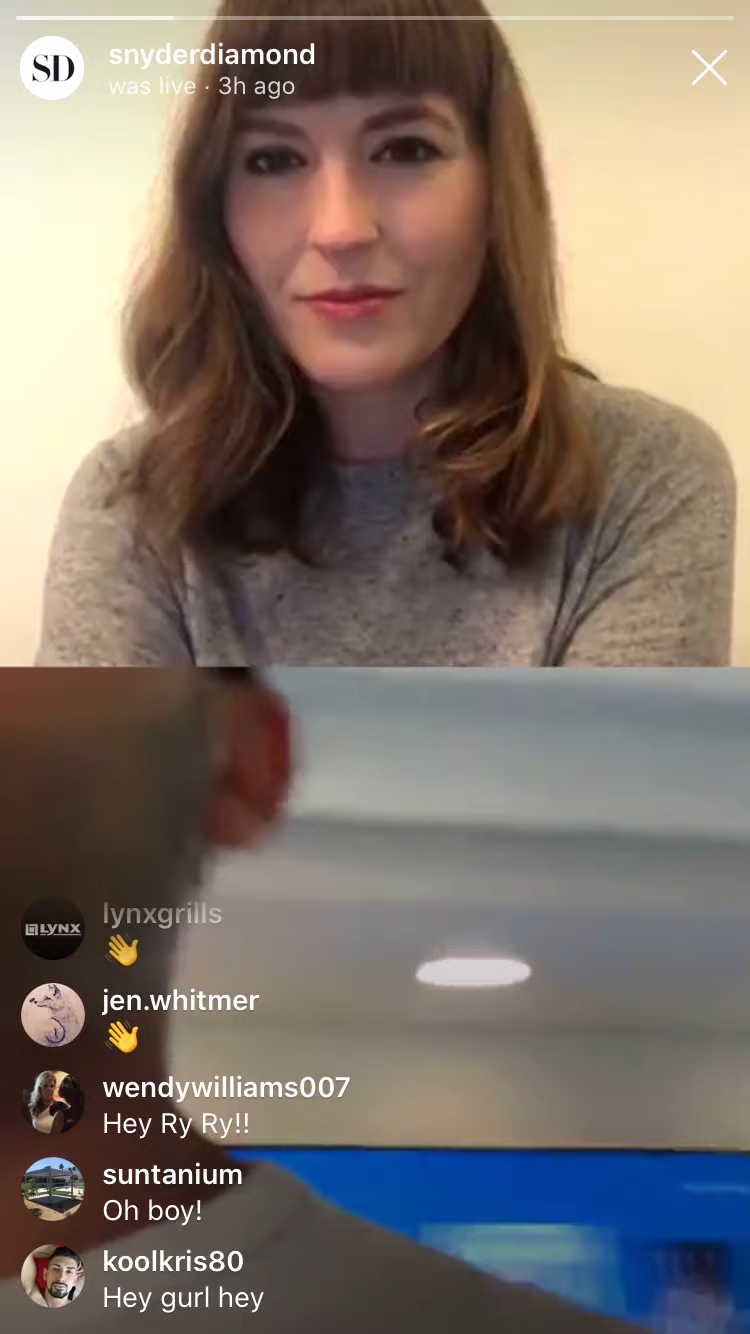 SD
snyderdiamond
was live · 3h ago
LYNX
lynxgrills
👋
jen.whitmer
👋
wendywilliams007
Hey Ry Ry!!
suntanium
Oh boy!
koolkris80
Hey gurl hey